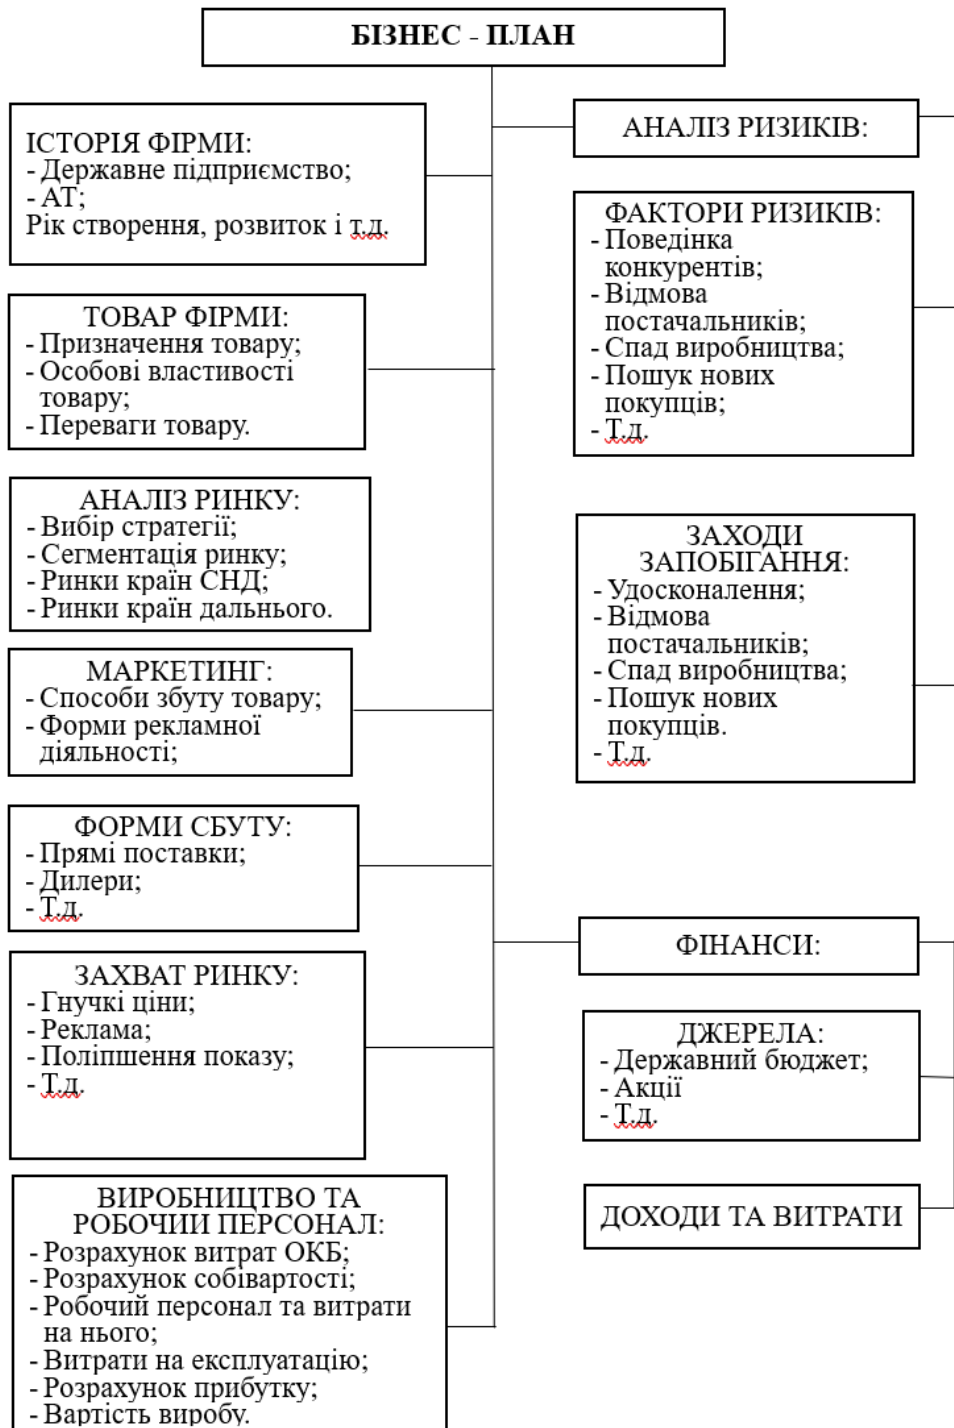 БІЗНЕС - ПЛАН
ІСТОРІЯ ФІРМИ:
- Державне підприємство;
- АТ;
Рік створення, розвиток і т.д.
ТОВАР ФІРМИ:
- Призначення товару;
- Особові властивості
товару;
- Переваги товару.
АНАЛІЗ РИНКУ:
- Вибір стратегії;
- Сегментація ринку;
- Ринки країн СНД;
- Ринки країн дальнього.
МАРКЕТИНГ:
- Способи збуту товару;
- Форми рекламної
діяльності;
ФОРМИ СБУТУ:
- Прямі поставки;
- Дилери;
- Т.д.
ЗАХВАТ РИНКУ:
- Гнучкі ціни;
- Реклама;
- Поліпшення показу;
- Т.д.
ВИРОБНИЦТВО ТА
РОБОЧИИ ПЕРСОНАЛ:
- Розрахунок витрат ОКБ;
- Розрахунок собівартості;
- Робочий персонал та витрати
на нього;
- Витрати на експлуатацію;
- Розрахунок прибутку;
- Вартість виробу.
АНАЛІЗ РИЗИКІВ:
ФАКТОРИ РИЗИКІВ:
- Поведінка
конкурентів;
- Відмова
постачальників;
- Спад виробництва;
- Пошук нових
покупців;
- Т.д.
ЗАХОДИ
ЗАПОБІГАННЯ:
- Удосконалення;
- Відмова
постачальників;
- Спад виробництва;
- Пошук нових
покупців.
- Т.д.
ФІНАНСИ:
ДЖЕРЕЛА:
- Державний бюджет;
- Акції
- Т.д.
ДОХОДИ ТА ВИТРАТИ